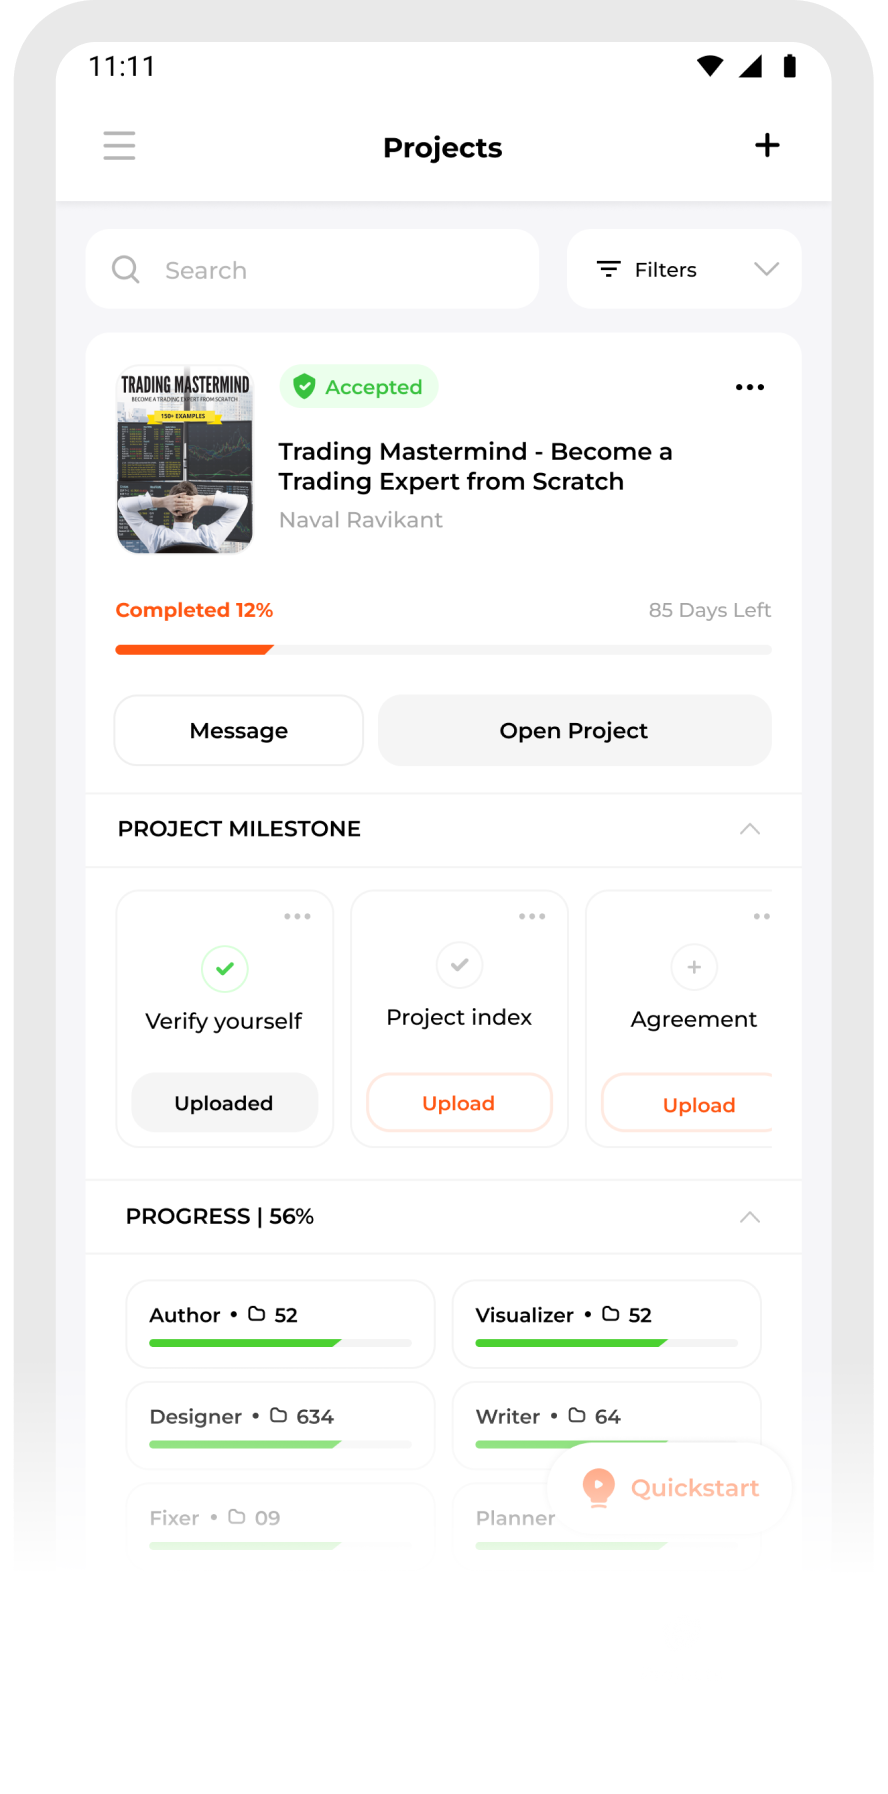 11:11
Projects
Search
Filters
TRADING MASTERMIND
BECOME A TRADING EXPERT FROM SCRATCH
150+ EXAMPLES
Accepted
Trading Mastermind - Become a
Trading Expert from Scratch
Naval Ravikant
Completed 12%
85 Days Left
Message
Open Project
PROJECT MILESTONE
Verify yourself
Project index
Agreement
Uploaded
Upload
Upload
PROGRESS | 56%
Author • 52
Visualizer • 52
Designer • 634
Writer • 64
Quickstart
Fixer • 09
Planner